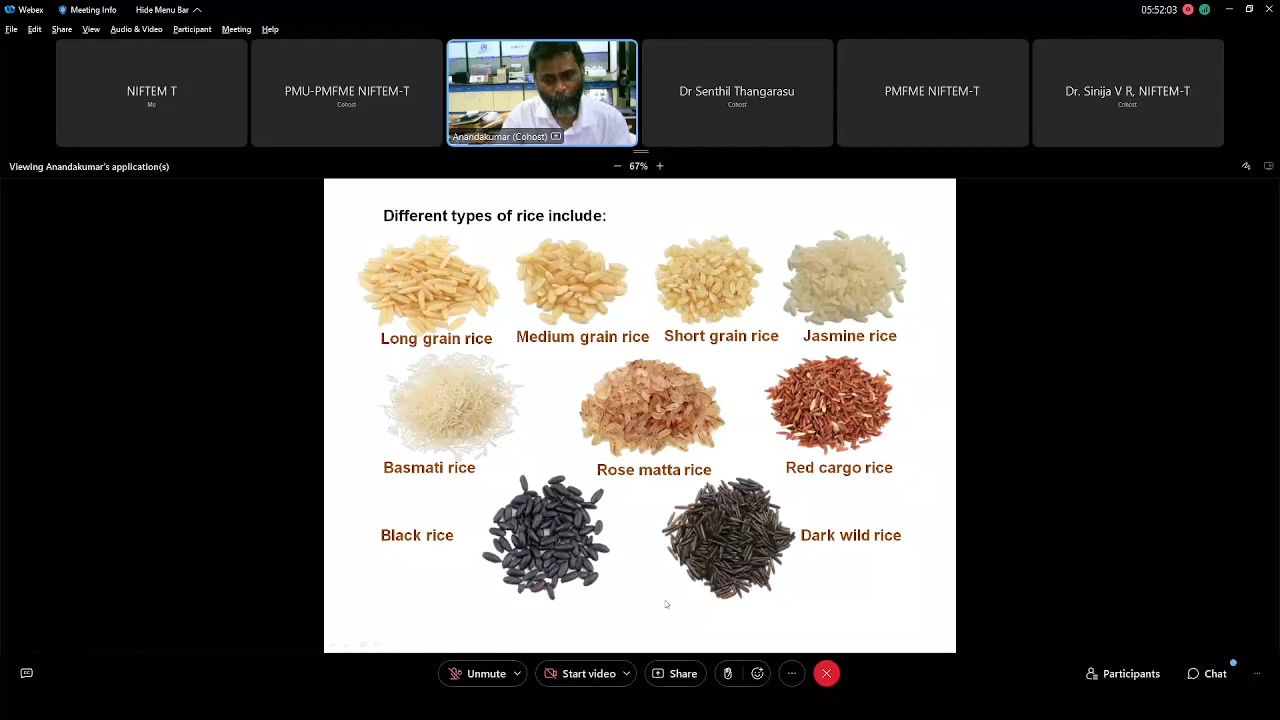 Webex Meeting Info Hide Menu Bar 05:52:03
File Edit Share View Audio & Video Participant Meeting Help
NIFTEM T
Me
PMU-PMFME NIFTEM-T
Cohost
Anandakumar (Cohost)
Dr Senthil Thangarasu
Cohost
PMFME NIFTEM-T
Dr. Sinija V R, NIFTEM-T
Cohost
Viewing Anandakumar's application(s)
67%
Different types of rice include:
Long grain rice Medium grain rice Short grain rice Jasmine rice
Basmati rice Rose matta rice Red cargo rice
Black rice Dark wild rice
Unmute Start video Share Participants Chat